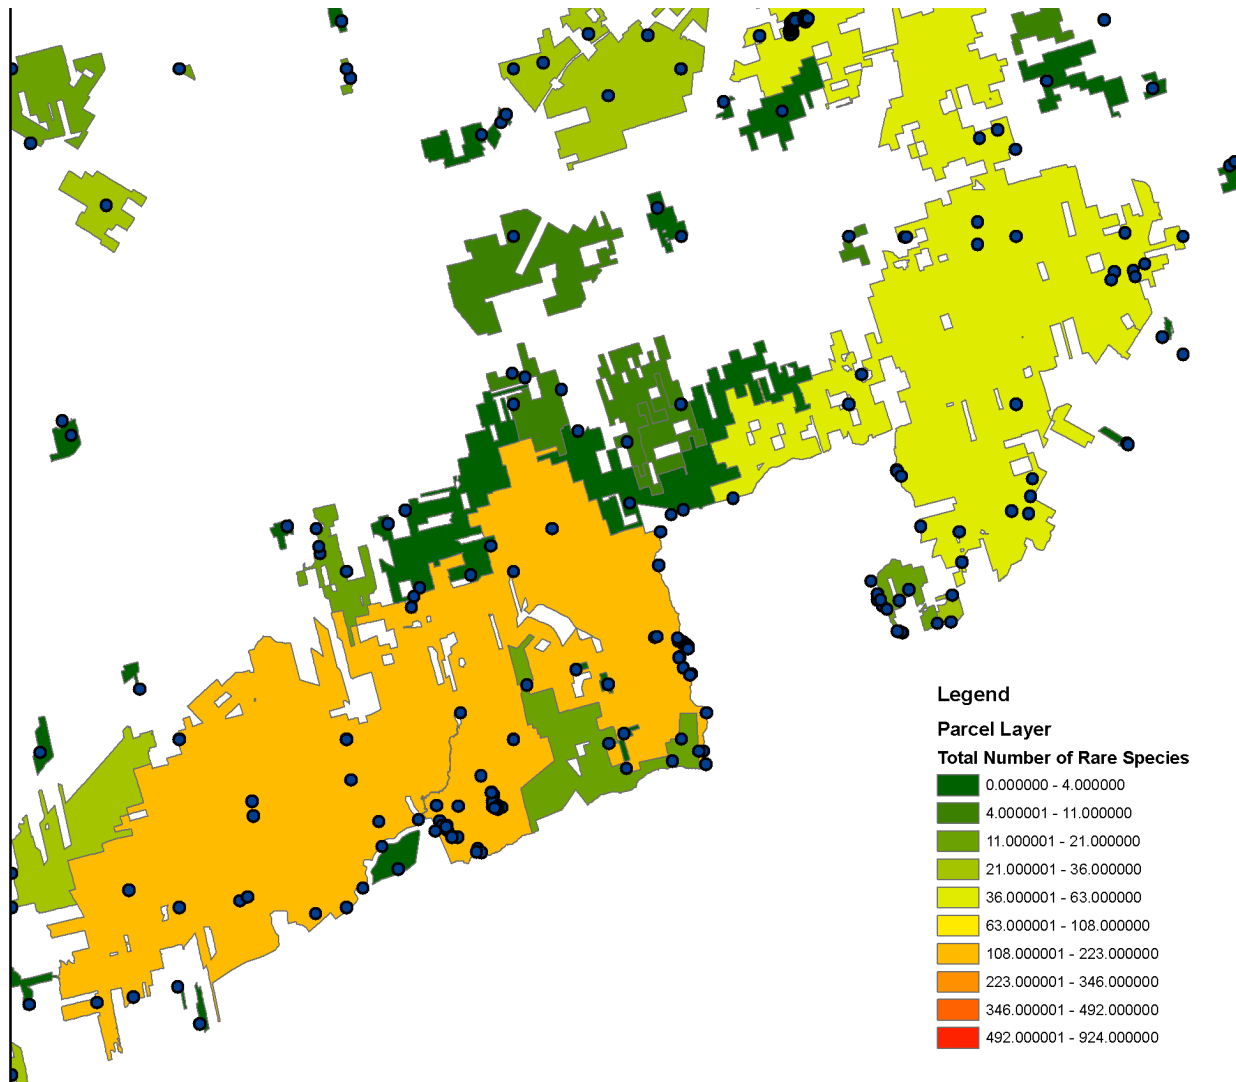 Legend
Parcel Layer
Total Number of Rare Species
0.000000 - 4.000000
4.000001 - 11.000000
11.000001 - 21.000000
21.000001 - 36.000000
36.000001 - 63.000000
63.000001 - 108.000000
108.000001 - 223.000000
223.000001 - 346.000000
346.000001 - 492.000000
492.000001 - 924.000000